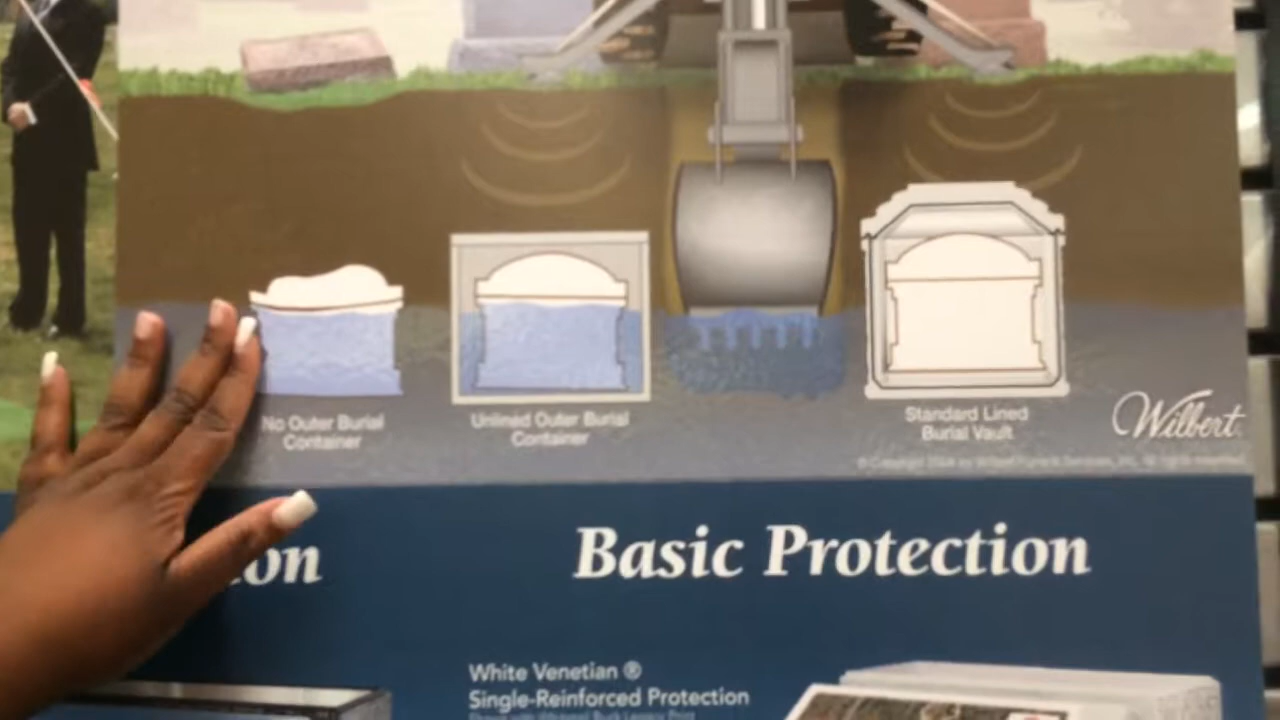 No Outer Burial
Container
Unlined Outer Burial
Container
Standard Lined
Burial Vault
Wilbert
Basic Protection
White Venetian ®
Single-Reinforced Protection